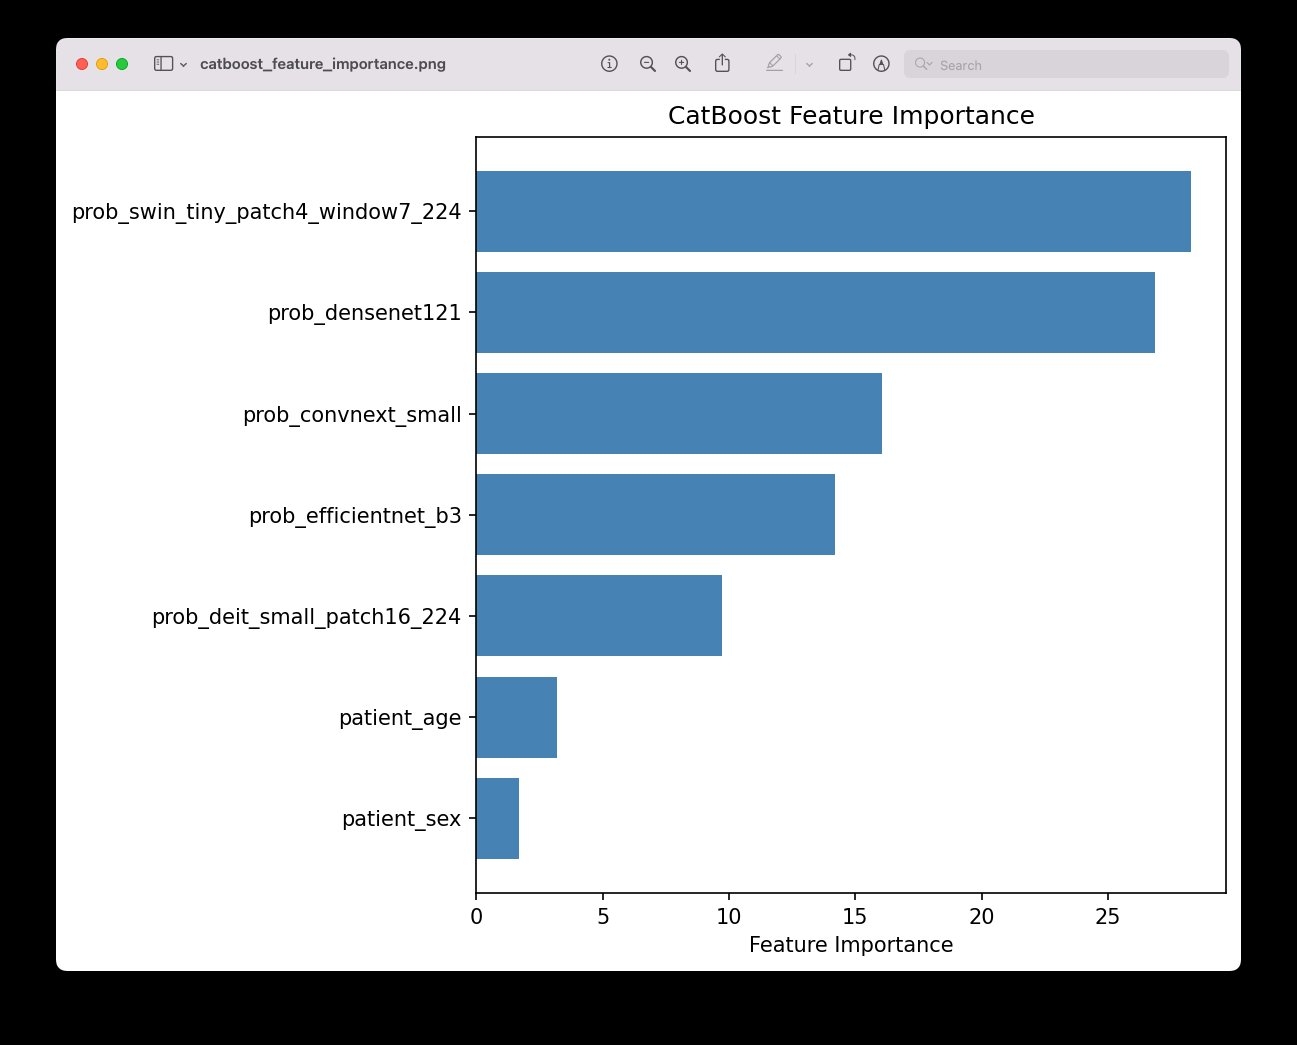 catboost_feature_importance.png
Search
CatBoost Feature Importance
prob_swin_tiny_patch4_window7_224
prob_densenet121
prob_convnext_small
prob_efficientnet_b3
prob_deit_small_patch16_224
patient_age
patient_sex
0 5 10 15 20 25
Feature Importance